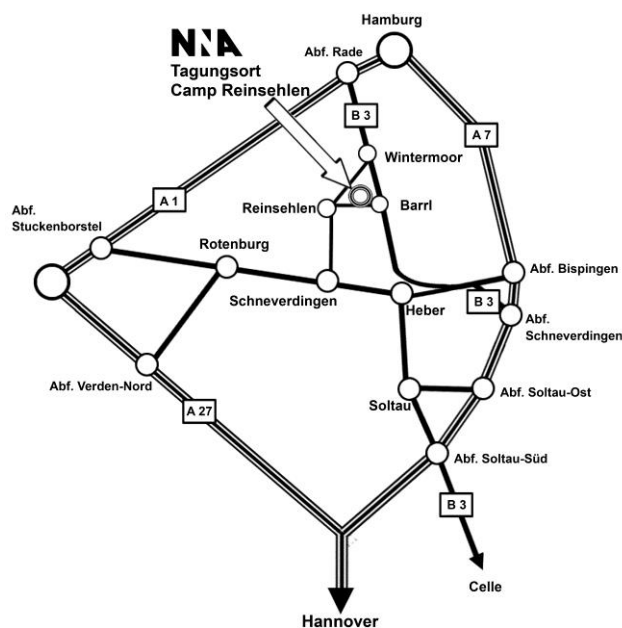 Hamburg
NNA
Abf. Rade
Tagungsort
Camp Reinsehlen
B 3
A 7
Wintermoor
A 1
Reinsehlen
Barrl
Abf.
Stuckenborstel
Rotenburg
Abf. Bispingen
Schneverdingen
Heber
B 3
Abf.
Schneverdingen
Abf. Verden-Nord
Soltau
Abf. Soltau-Ost
A 27
Abf. Soltau-Süd
B 3
Celle
Hannover